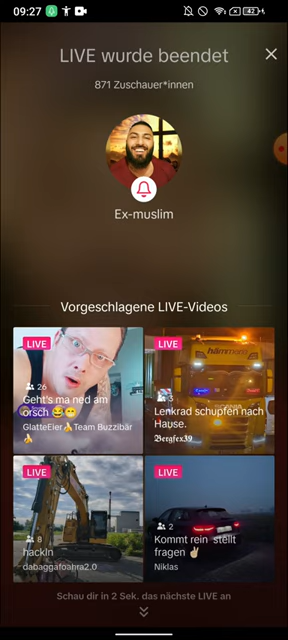 09:27
42
LIVE wurde beendet
871 Zuschauer*innen
Ex-muslim
Vorgeschlagene LIVE-Videos
LIVE
26
Geht's ma ned am
orsch 😂😁
GlatteEier🍌Team Buzzibär
🍌
LIVE
hämmerle
3
Lenkrad schupfen nach
Hause.
𝕭𝖊𝖗𝖌𝖋𝖊𝖝39
LIVE
8
hackln
dabaggafoahra2.0
LIVE
2
Kommt rein stellt
fragen ✌🏼
Niklas
Schau dir in 2 Sek. das nächste LIVE an